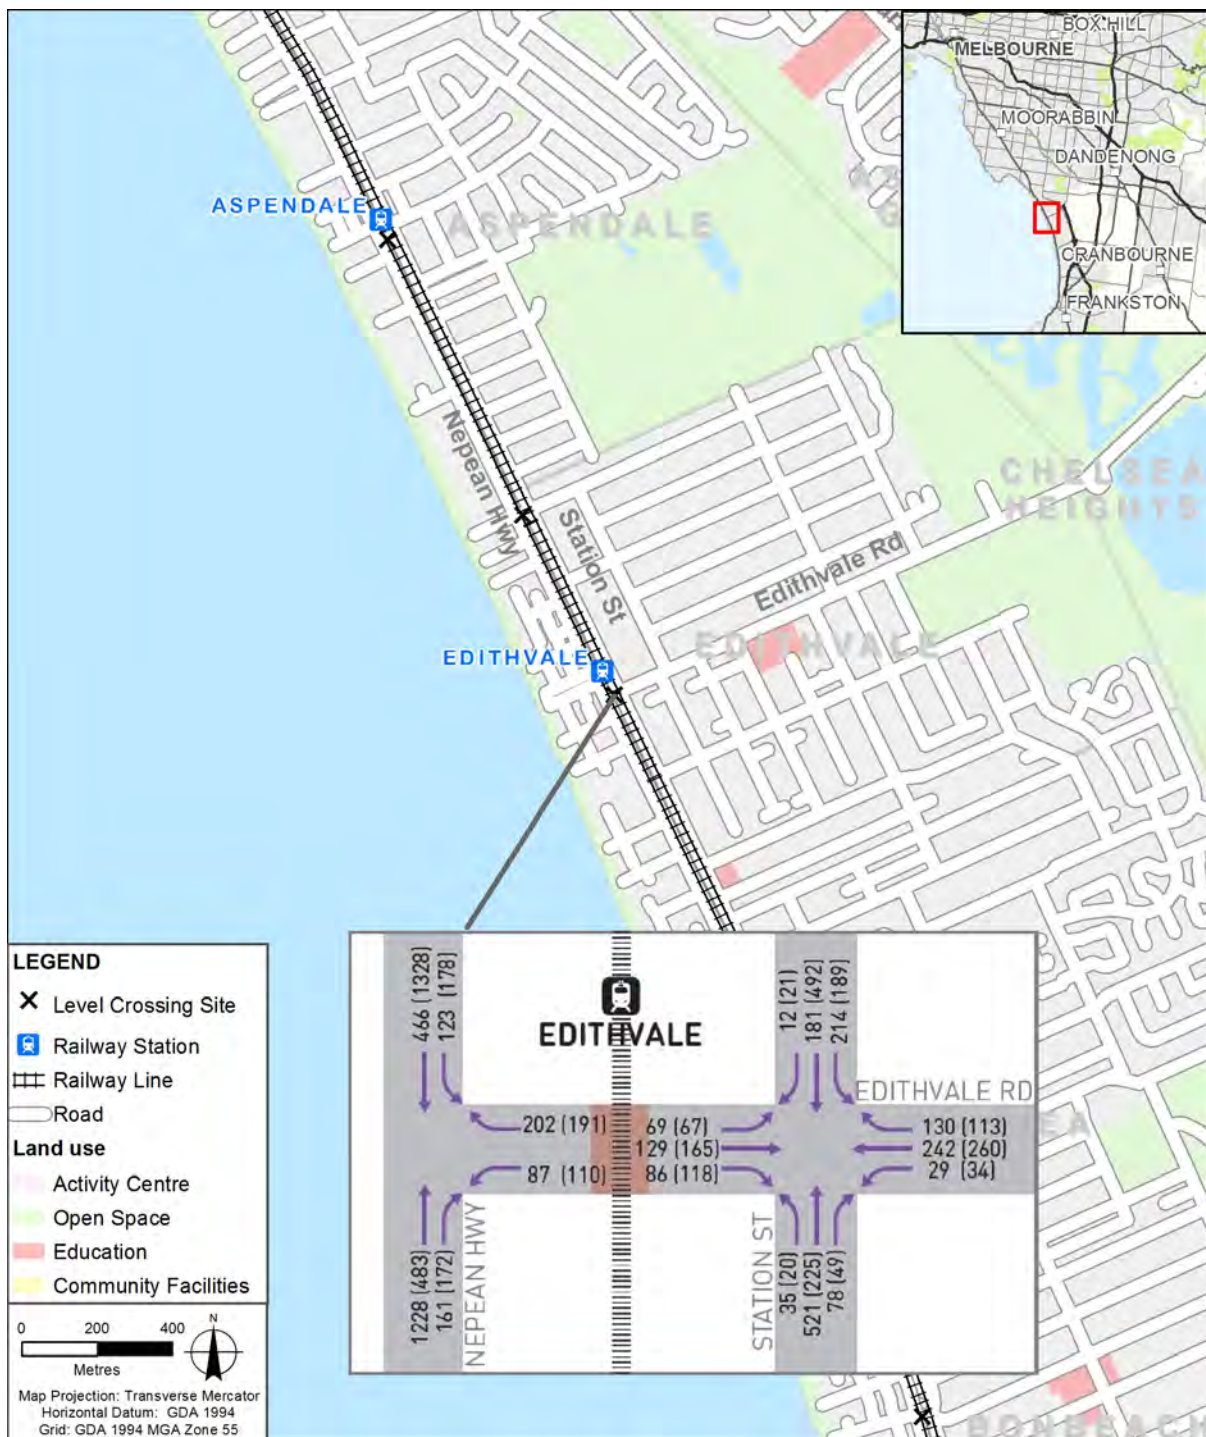 BOX HILL
MELBOURNE
MOORABBIN
DANDENONG
CRANBOURNE
FRANKSTON
ASPENDALE
ASPENDALE
Nepean Hwy
Station St
Edithvale Rd
CHELSEA
HEIGHTS
EDITHVALE
EDITHVALE
466 (1328)
123 (178)
EDITHVALE
12 (21)
181 (492)
214 (189)
EDITHVALE RD
202 (191)
87 (110)
69 (67)
129 (165)
86 (118)
130 (113)
242 (260)
29 (34)
1228 (483)
161 (172)
NEPEAN HWY
STATION ST
35 (20)
521 (225)
78 (49)
BONBEACH
LEGEND
Level Crossing Site
Railway Station
Railway Line
Road
Land use
Activity Centre
Open Space
Education
Community Facilities
0 200 400
Metres
N
Map Projection: Transverse Mercator
Horizontal Datum: GDA 1994
Grid: GDA 1994 MGA Zone 55